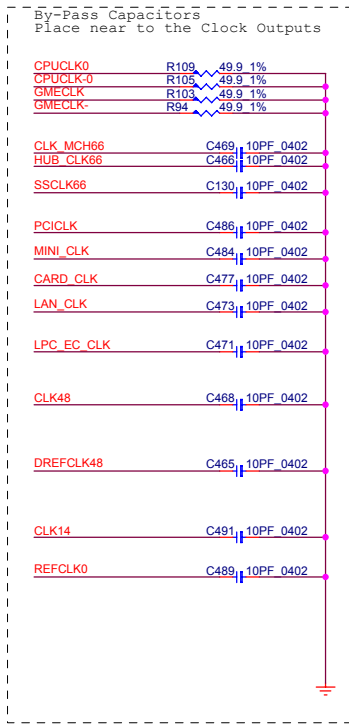 By-Pass Capacitors
Place near to the Clock Outputs
CPUCLK0 R109 49.9_1%
CPUCLK-0 R105 49.9_1%
GMECLK R103 49.9_1%
GMECLK- R94 49.9_1%
CLK_MCH66 C469 10PF_0402
HUB_CLK66 C466 10PF_0402
SSCLK66 C130 10PF_0402
PCICLK C486 10PF_0402
MINI_CLK C484 10PF_0402
CARD_CLK C477 10PF_0402
LAN_CLK C473 10PF_0402
LPC_EC_CLK C471 10PF_0402
CLK48 C468 10PF_0402
DREFCLK48 C465 10PF_0402
CLK14 C491 10PF_0402
REFCLK0 C489 10PF_0402